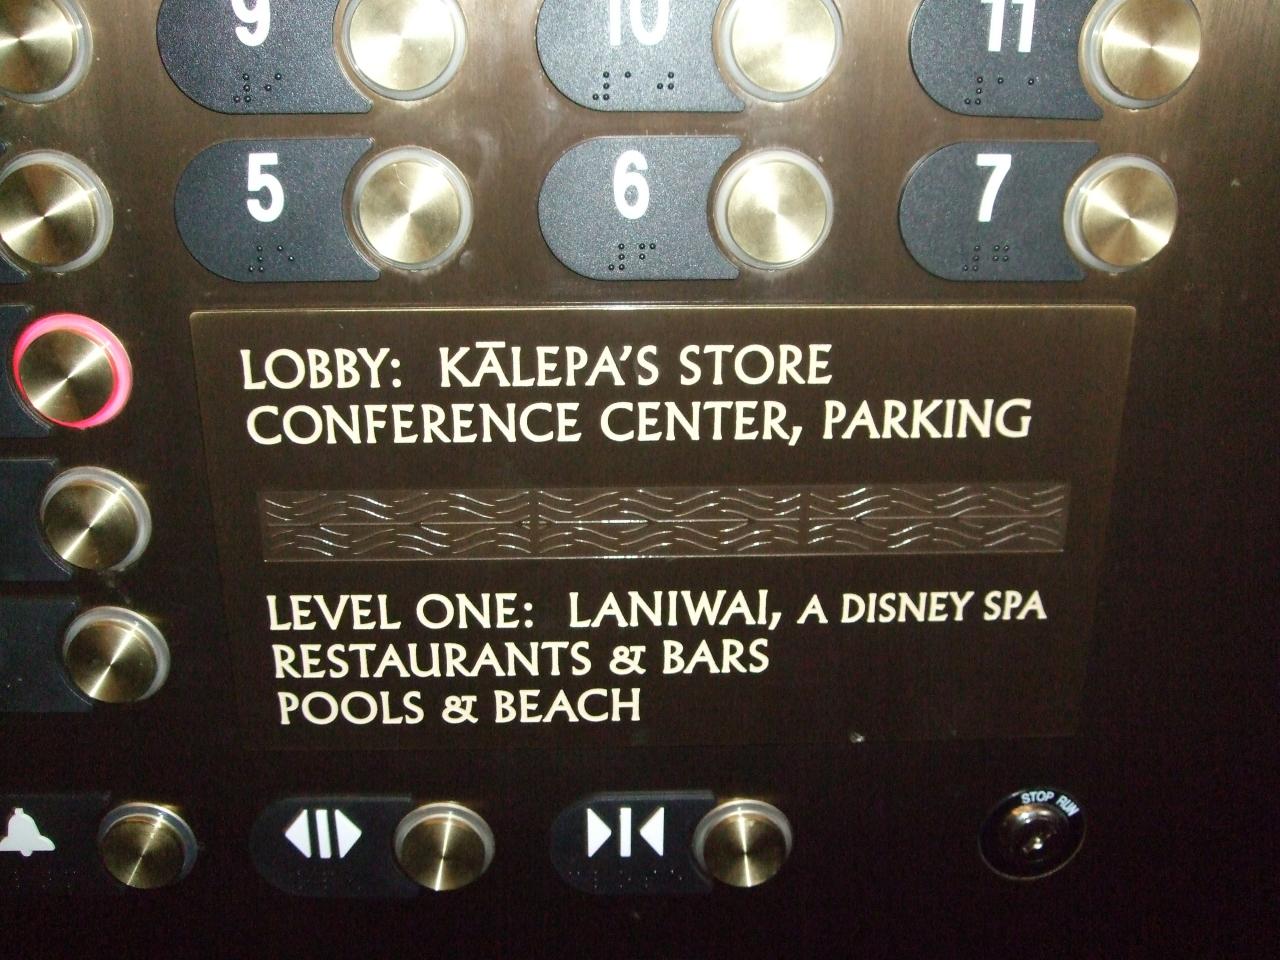 9 10 11
5 6 7
LOBBY: KĀLEPA'S STORE
CONFERENCE CENTER, PARKING
LEVEL ONE: LANIWAI, A DISNEY SPA
RESTAURANTS & BARS
POOLS & BEACH
STOP RUN